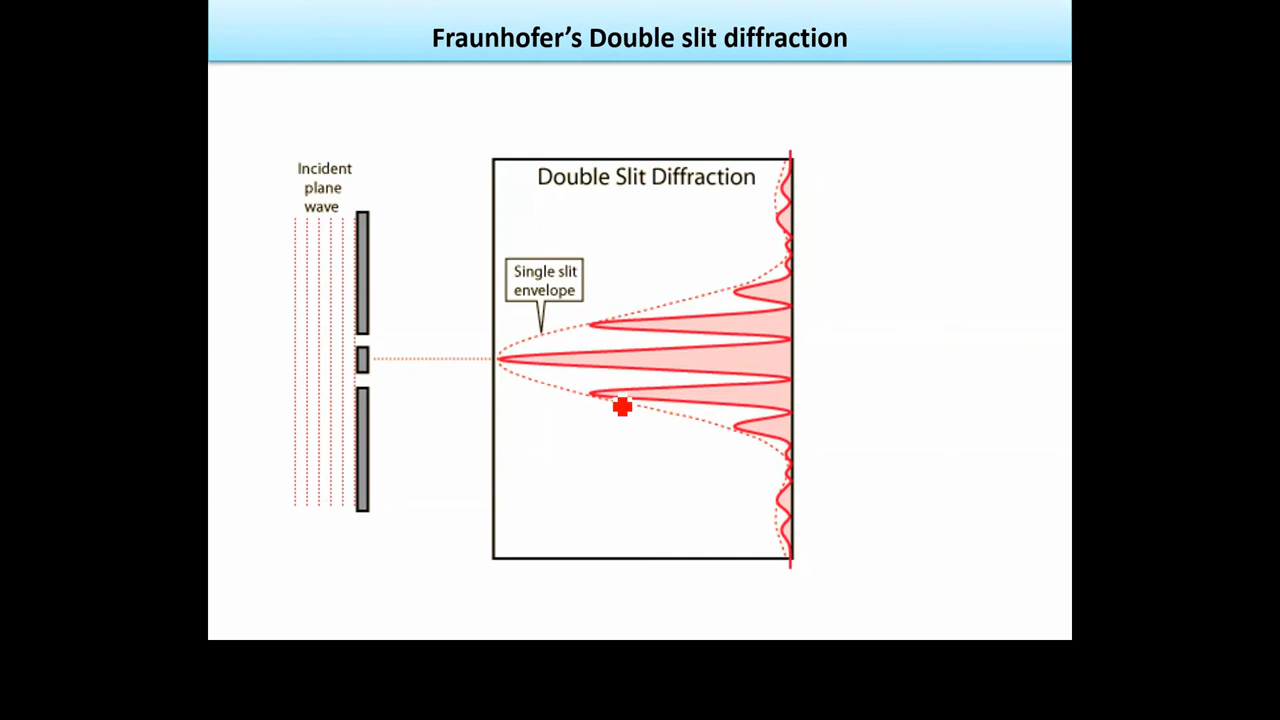 Fraunhofer’s Double slit diffraction
Incident
plane
wave
Double Slit Diffraction
Single slit
envelope